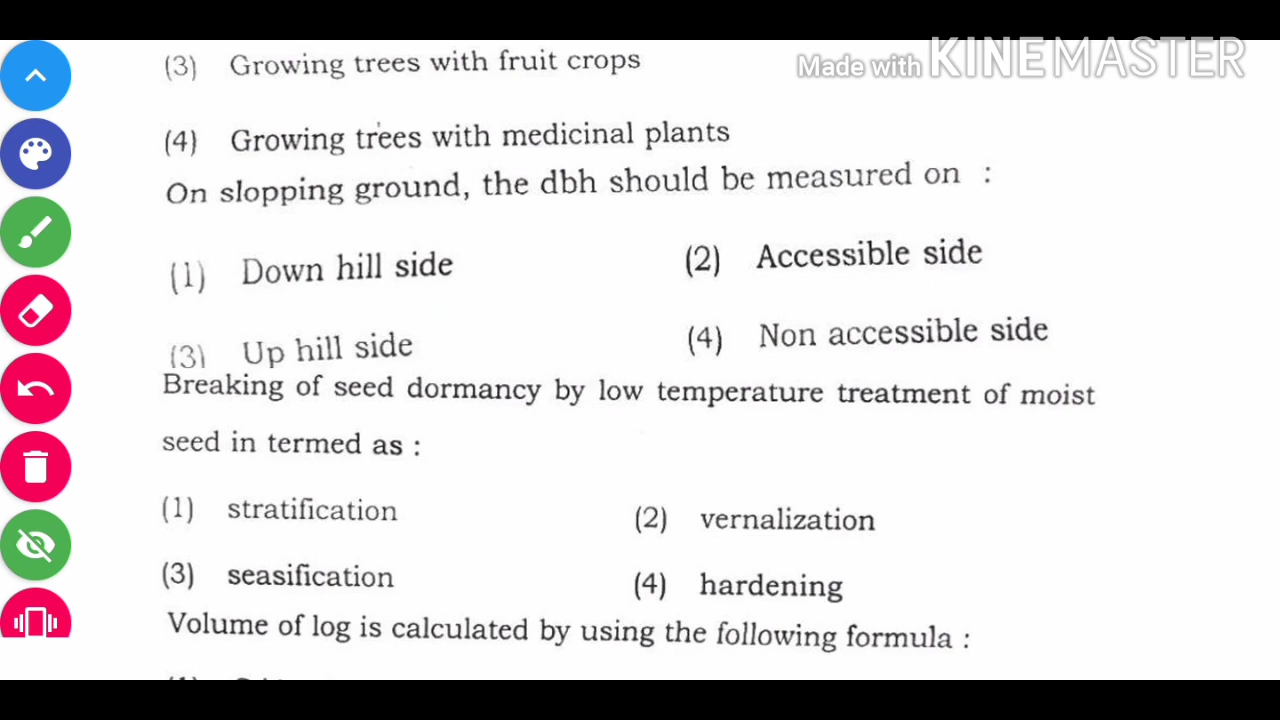 Made with KINEMASTER
(3) Growing trees with fruit crops
(4) Growing trees with medicinal plants
On slopping ground, the dbh should be measured on :
(1) Down hill side (2) Accessible side
(3) Up hill side (4) Non accessible side
Breaking of seed dormancy by low temperature treatment of moist
seed in termed as :
(1) stratification (2) vernalization
(3) seasification (4) hardening
Volume of log is calculated by using the following formula :